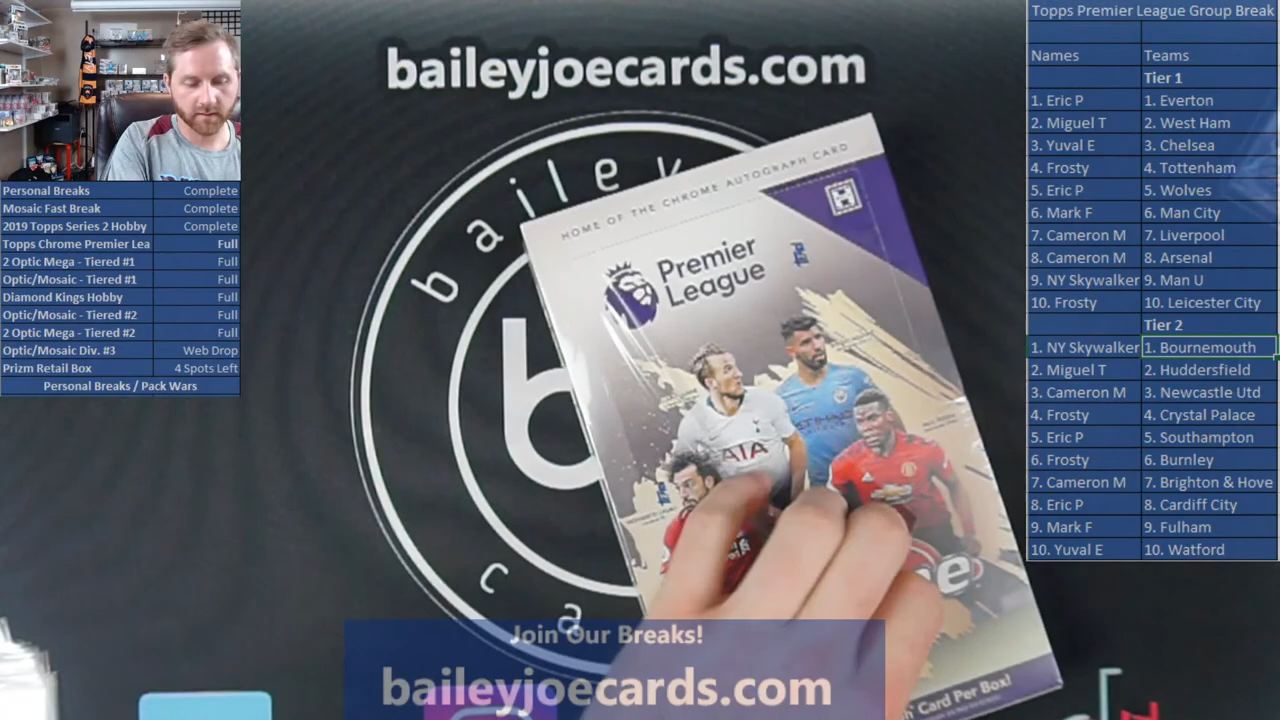 baileyjoecards.com
bailey
ca
b
HOME OF THE CHROME AUTOGRAPH CARD
Premier
League
AIA
Card Per Box!
Join Our Breaks!
baileyjoecards.com
Personal Breaks Complete
Mosaic Fast Break Complete
2019 Topps Series 2 Hobby Complete
Topps Chrome Premier Lea Full
2 Optic Mega - Tiered #1 Full
Optic/Mosaic - Tiered #1 Full
Diamond Kings Hobby Full
Optic/Mosaic - Tiered #2 Full
2 Optic Mega - Tiered #2 Full
Optic/Mosaic Div. #3 Web Drop
Prizm Retail Box 4 Spots Left
Personal Breaks / Pack Wars
Topps Premier League Group Break
Names Teams
Tier 1
1. Eric P 1. Everton
2. Miguel T 2. West Ham
3. Yuval E 3. Chelsea
4. Frosty 4. Tottenham
5. Eric P 5. Wolves
6. Mark F 6. Man City
7. Cameron M 7. Liverpool
8. Cameron M 8. Arsenal
9. NY Skywalker 9. Man U
10. Frosty 10. Leicester City
Tier 2
1. NY Skywalker 1. Bournemouth
2. Miguel T 2. Huddersfield
3. Cameron M 3. Newcastle Utd
4. Frosty 4. Crystal Palace
5. Eric P 5. Southampton
6. Frosty 6. Burnley
7. Cameron M 7. Brighton & Hove
8. Eric P 8. Cardiff City
9. Mark F 9. Fulham
10. Yuval E 10. Watford